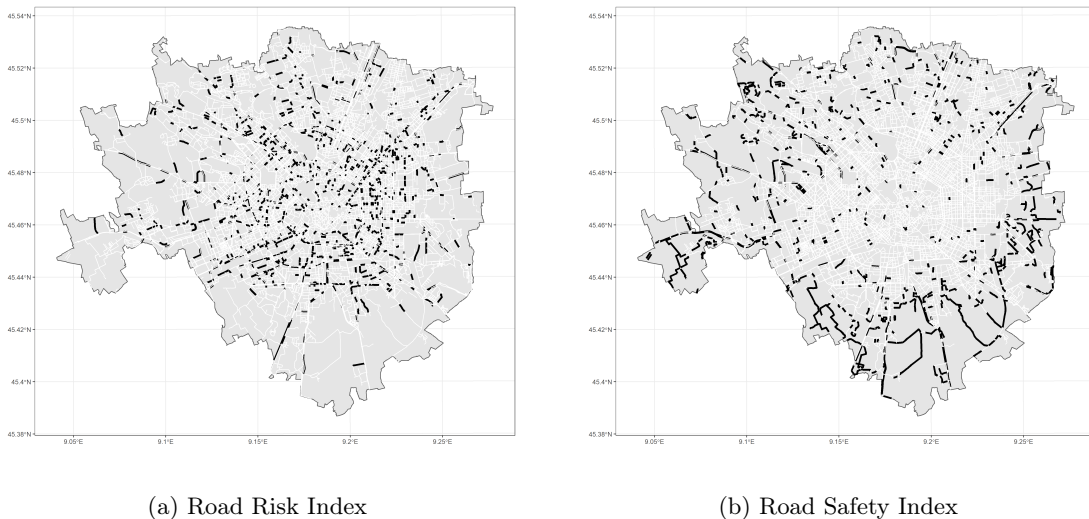 45.54°N
45.52°N
45.5°N
45.48°N
45.46°N
45.44°N
45.42°N
45.4°N
45.38°N
9.05°E 9.1°E 9.15°E 9.2°E 9.25°E
45.54°N
45.52°N
45.5°N
45.48°N
45.46°N
45.44°N
45.42°N
45.4°N
45.38°N
9.05°E 9.1°E 9.15°E 9.2°E 9.25°E
(a) Road Risk Index
(b) Road Safety Index